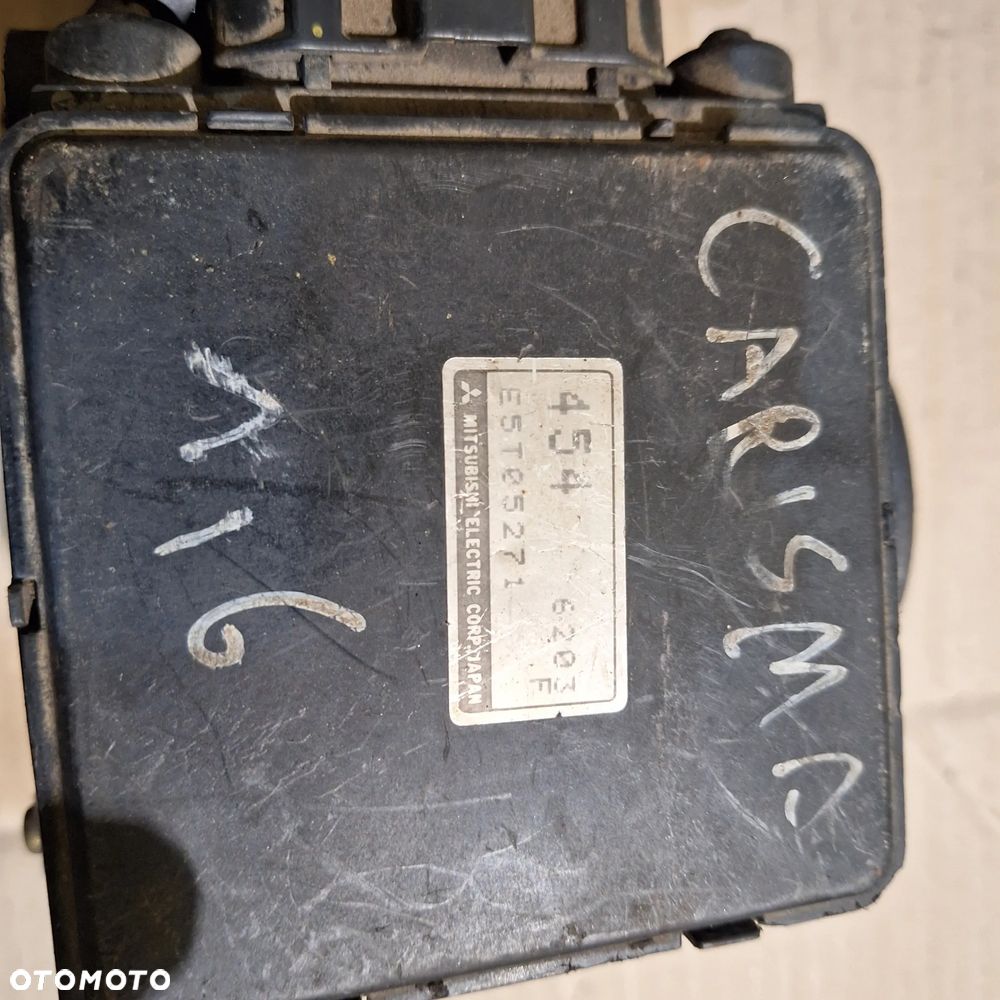 CARISMA
454 6203
E5T05271 F
MITSUBISHI ELECTRIC CORP. JAPAN
1,6
OTOMOTO